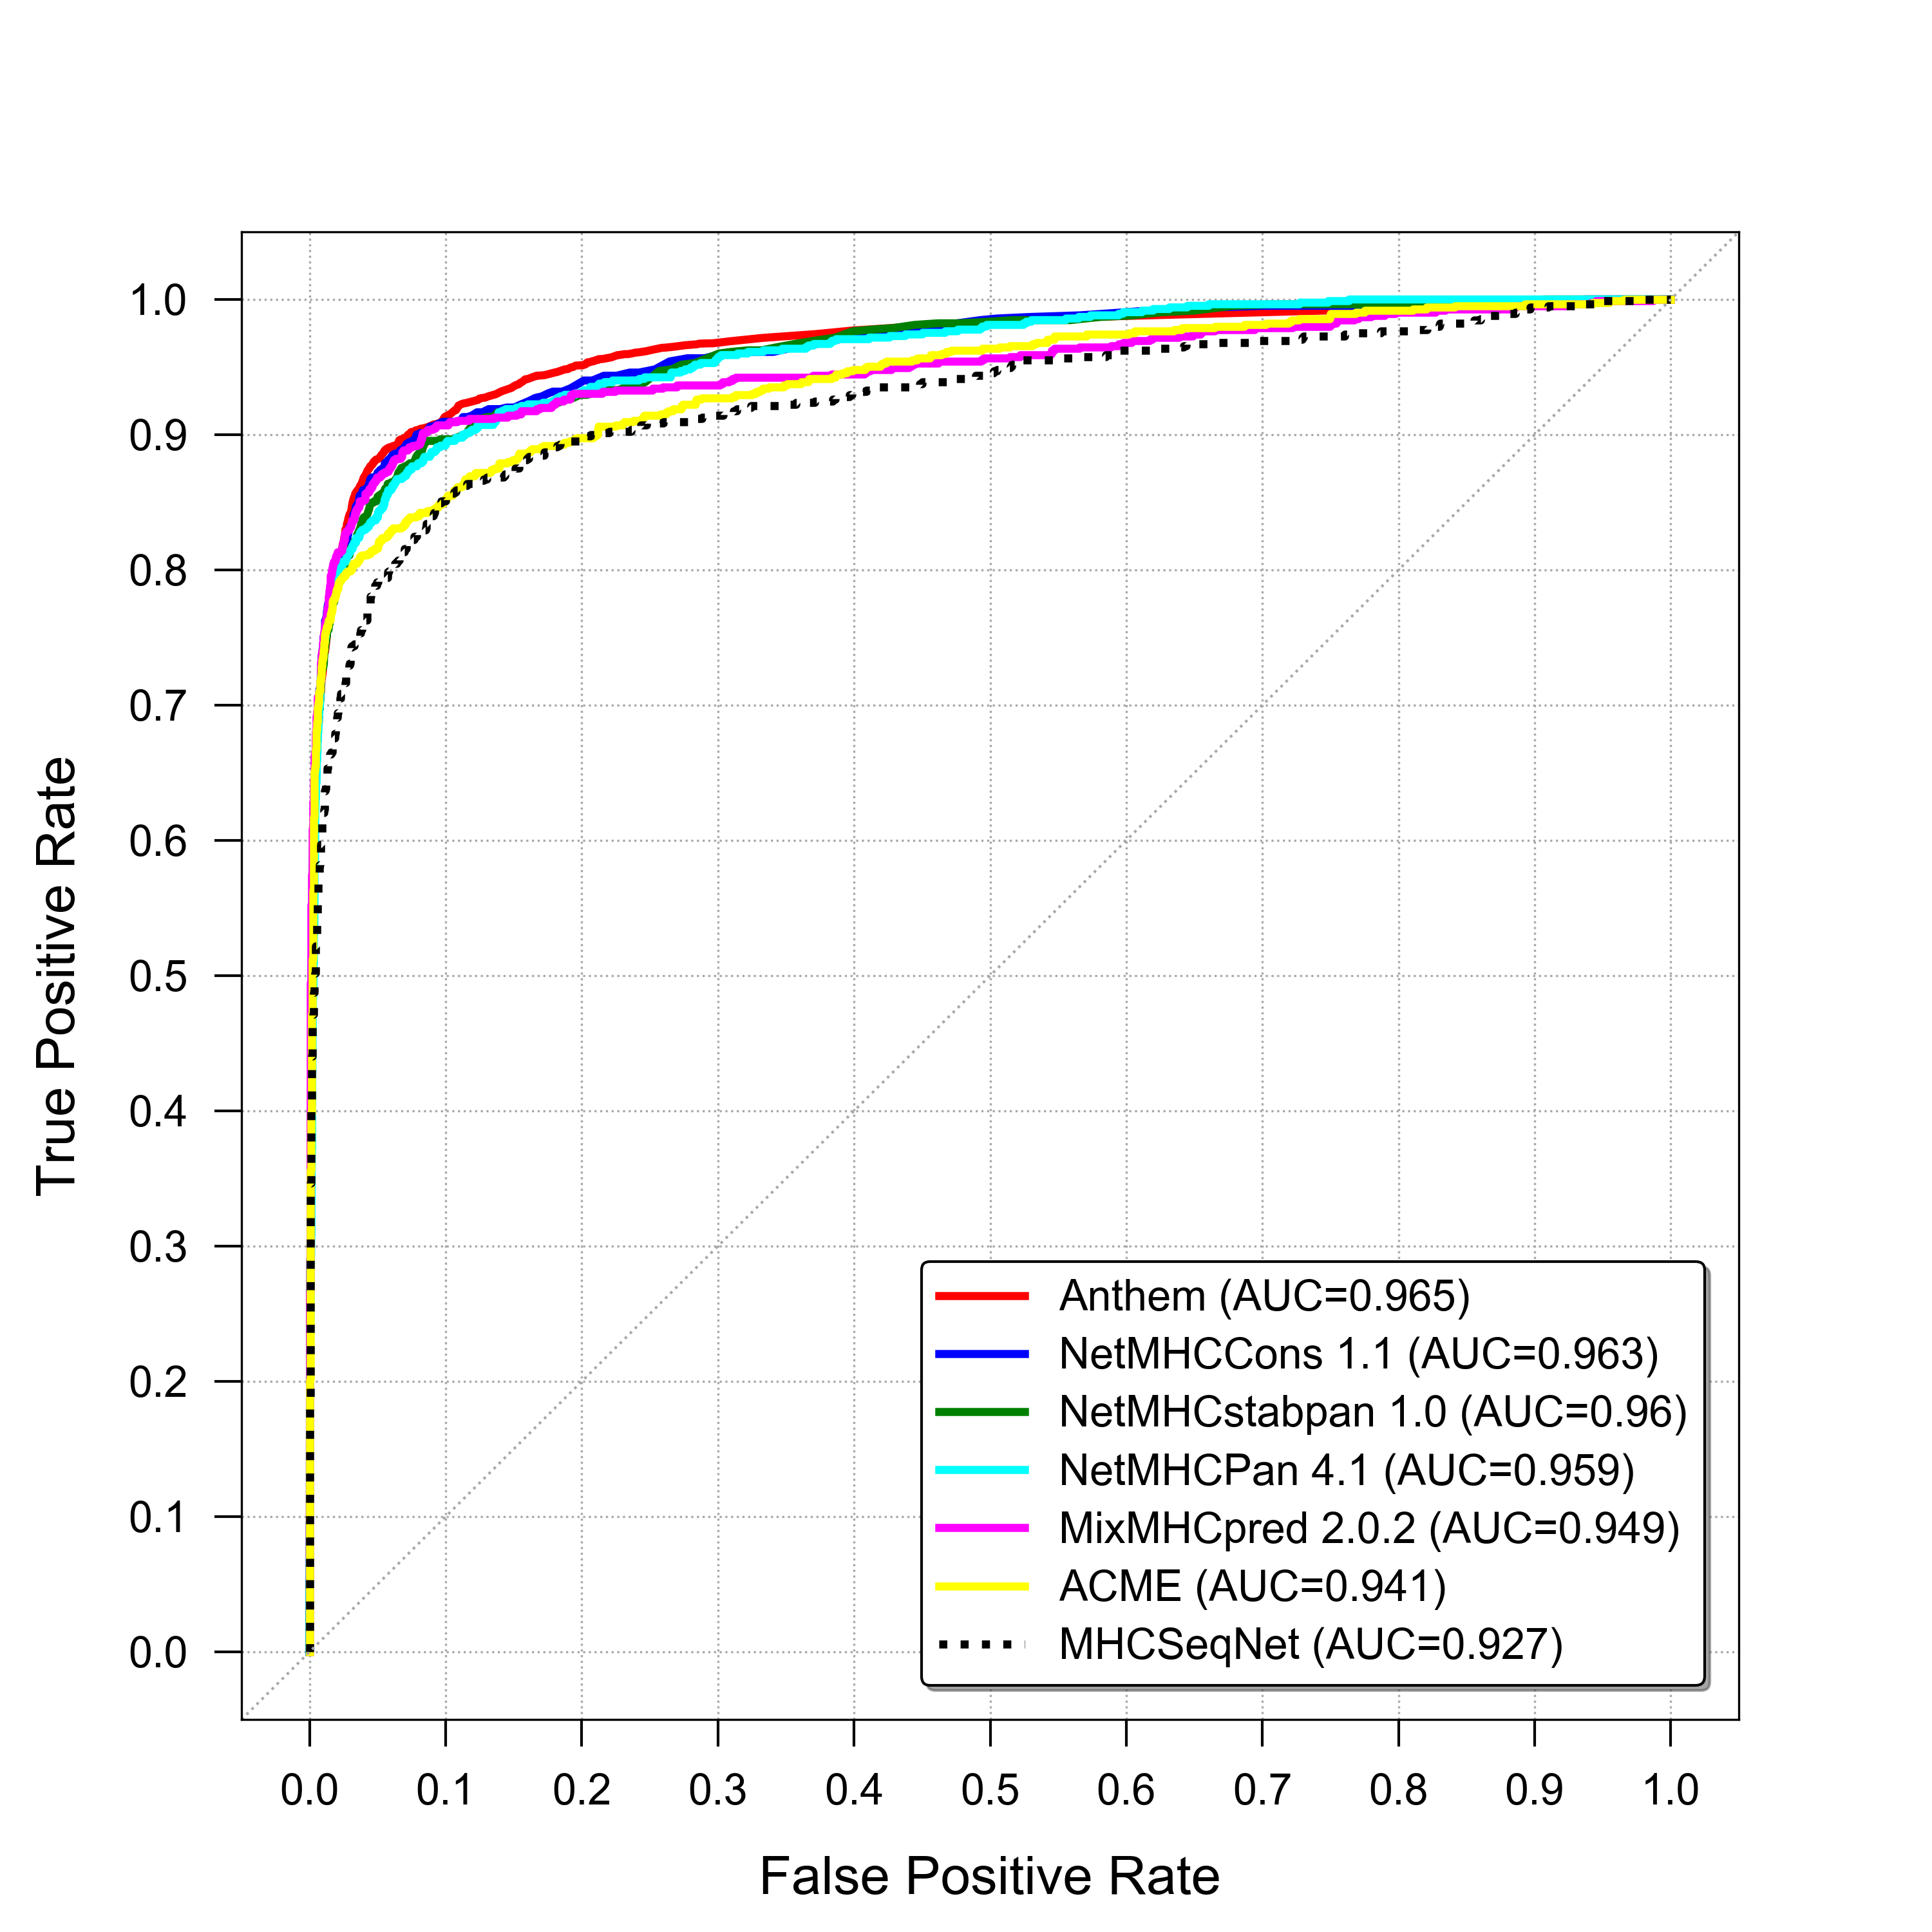 1.0
0.9
0.8
0.7
0.6
0.5
0.4
0.3
0.2
0.1
0.0
True Positive Rate
Anthem (AUC=0.965)
NetMHCCons 1.1 (AUC=0.963)
NetMHCstabpan 1.0 (AUC=0.96)
NetMHCPan 4.1 (AUC=0.959)
MixMHCpred 2.0.2 (AUC=0.949)
ACME (AUC=0.941)
MHCSeqNet (AUC=0.927)
0.0 0.1 0.2 0.3 0.4 0.5 0.6 0.7 0.8 0.9 1.0
False Positive Rate